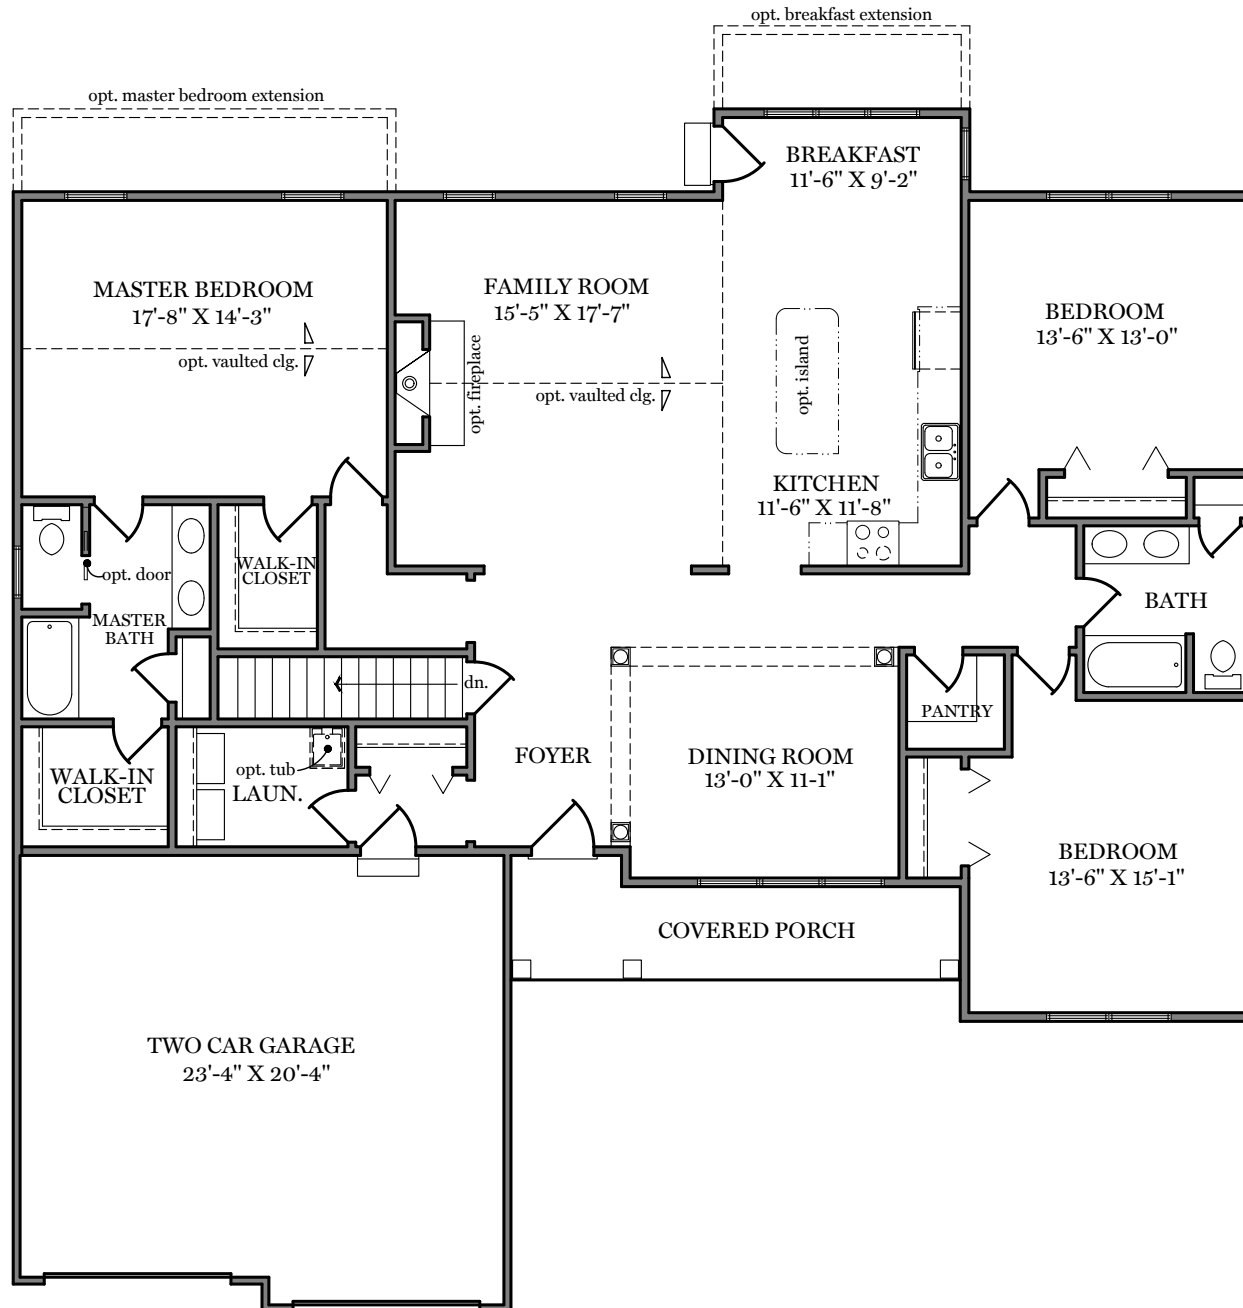 opt. breakfast extension
opt. master bedroom extension
BREAKFAST
11'-6" X 9'-2"
MASTER BEDROOM
17'-8" X 14'-3"
opt. vaulted clg.
FAMILY ROOM
15'-5" X 17'-7"
opt. fireplace
opt. vaulted clg.
opt. island
BEDROOM
13'-6" X 13'-0"
KITCHEN
11'-6" X 11'-8"
opt. door
WALK-IN
CLOSET
MASTER
BATH
BATH
dn.
PANTRY
opt. tub
LAUN.
WALK-IN
CLOSET
FOYER
DINING ROOM
13'-0" X 11-1"
BEDROOM
13'-6" X 15'-1"
COVERED PORCH
TWO CAR GARAGE
23'-4" X 20'-4"